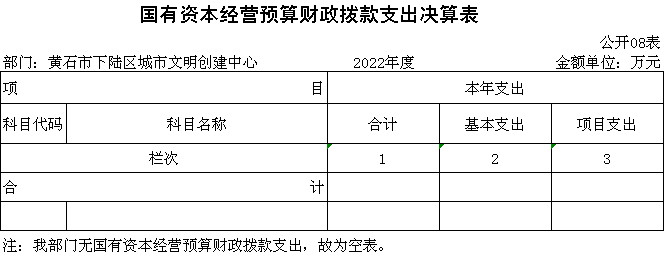 国有资本经营预算财政拨款支出决算表
公开08表
部门：黄石市下陆区城市文明创建中心 2022年度 金额单位：万元
项 目 本年支出
科目代码 科目名称 合计 基本支出 项目支出
栏次 1 2 3
合 计
注：我部门无国有资本经营预算财政拨款支出，故为空表。